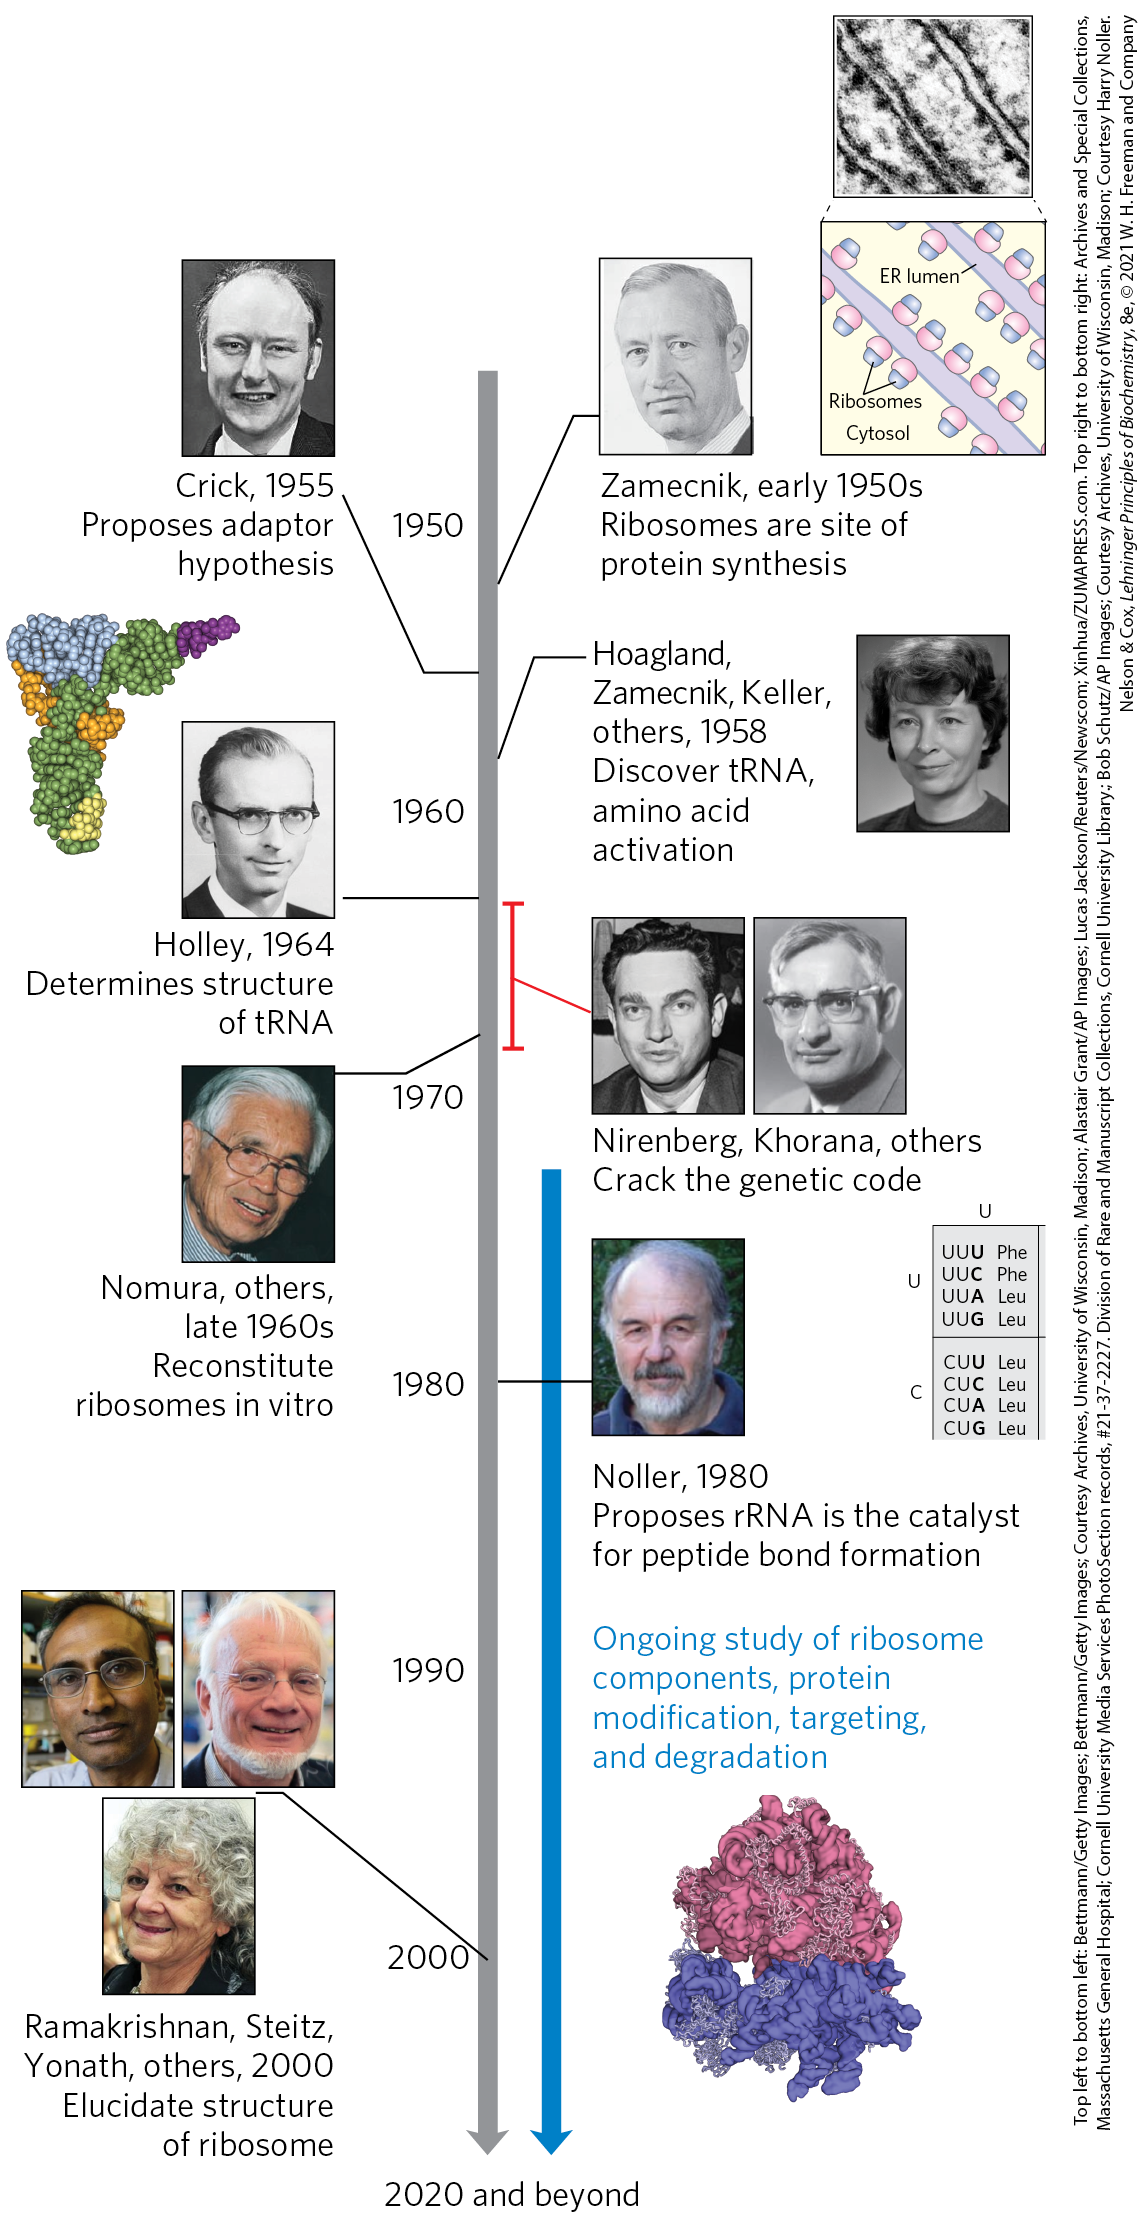 ER lumen
Ribosomes
Cytosol
Crick, 1955
Proposes adaptor
hypothesis
1950
Zamecnik, early 1950s
Ribosomes are site of
protein synthesis
Hoagland,
Zamecnik, Keller,
others, 1958
Discover tRNA,
amino acid
activation
1960
Holley, 1964
Determines structure
of tRNA
1970
Nirenberg, Khorana, others
Crack the genetic code
U
U
UUU Phe
UUC Phe
UUA Leu
UUG Leu
C
CUU Leu
CUC Leu
CUA Leu
CUG Leu
Nomura, others,
late 1960s
Reconstitute
ribosomes in vitro
1980
Noller, 1980
Proposes rRNA is the catalyst
for peptide bond formation
Ongoing study of ribosome
components, protein
modification, targeting,
and degradation
1990
2000
Ramakrishnan, Steitz,
Yonath, others, 2000
Elucidate structure
of ribosome
2020 and beyond
Top left to bottom left: Bettmann/Getty Images; Bettmann/Getty Images; Courtesy Archives, University of Wisconsin, Madison; Alastair Grant/AP Images; Lucas Jackson/Reuters/Newscom; Xinhua/ZUMAPRESS.com. Top right to bottom right: Archives and Special Collections,
Massachusetts General Hospital; Cornell University Media Services PhotoSection records, #21-37-2227. Division of Rare and Manuscript Collections, Cornell University Library; Bob Schutz/AP Images; Courtesy Archives, University of Wisconsin, Madison; Courtesy Harry Noller.
Nelson & Cox, Lehninger Principles of Biochemistry, 8e, © 2021 W. H. Freeman and Company